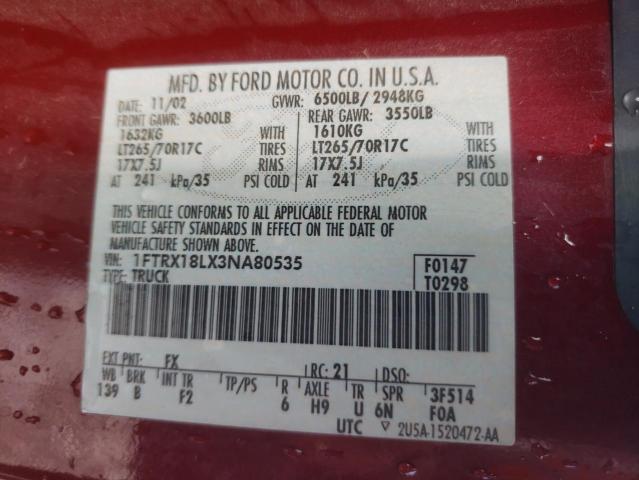 MFD. BY FORD MOTOR CO. IN U.S.A.
DATE: 11/02 GVWR: 6500LB/ 2948KG
FRONT GAWR: 3600LB REAR GAWR: 3550LB
1632KG WITH 1610KG WITH
LT265/70R17C TIRES LT265/70R17C TIRES
17X7.5J RIMS 17X7.5J RIMS
AT 241 kPa/35 PSI COLD AT 241 kPa/35 PSI COLD
THIS VEHICLE CONFORMS TO ALL APPLICABLE FEDERAL MOTOR
VEHICLE SAFETY STANDARDS IN EFFECT ON THE DATE OF
MANUFACTURE SHOWN ABOVE.
VIN: 1FTRX18LX3NA80535 F0147
TYPE: TRUCK T0298
EXT PNT: FX RC: 21 DSO:
WB BRK INT TR TP/PS R AXLE TR SPR 3F514
139 B F2 6 H9 U 6N F0A
UTC ▽ 2U5A-1520472-AA